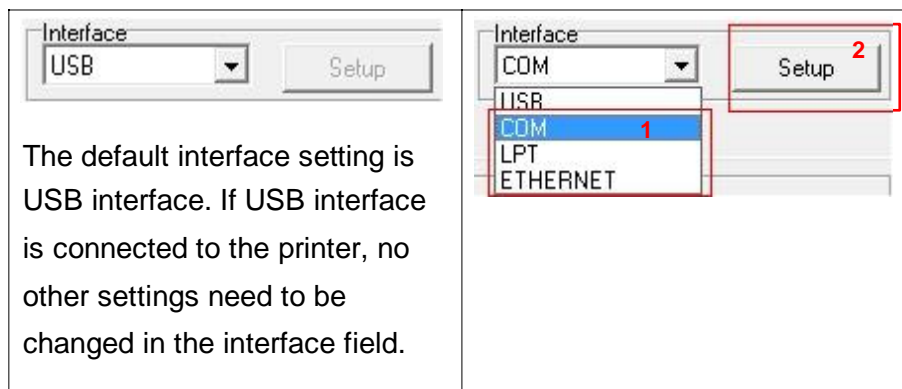 Interface
USB
Setup
The default interface setting is
USB interface. If USB interface
is connected to the printer, no
other settings need to be
changed in the interface field.
Interface
COM
Setup
2
USB
COM
1
LPT
ETHERNET